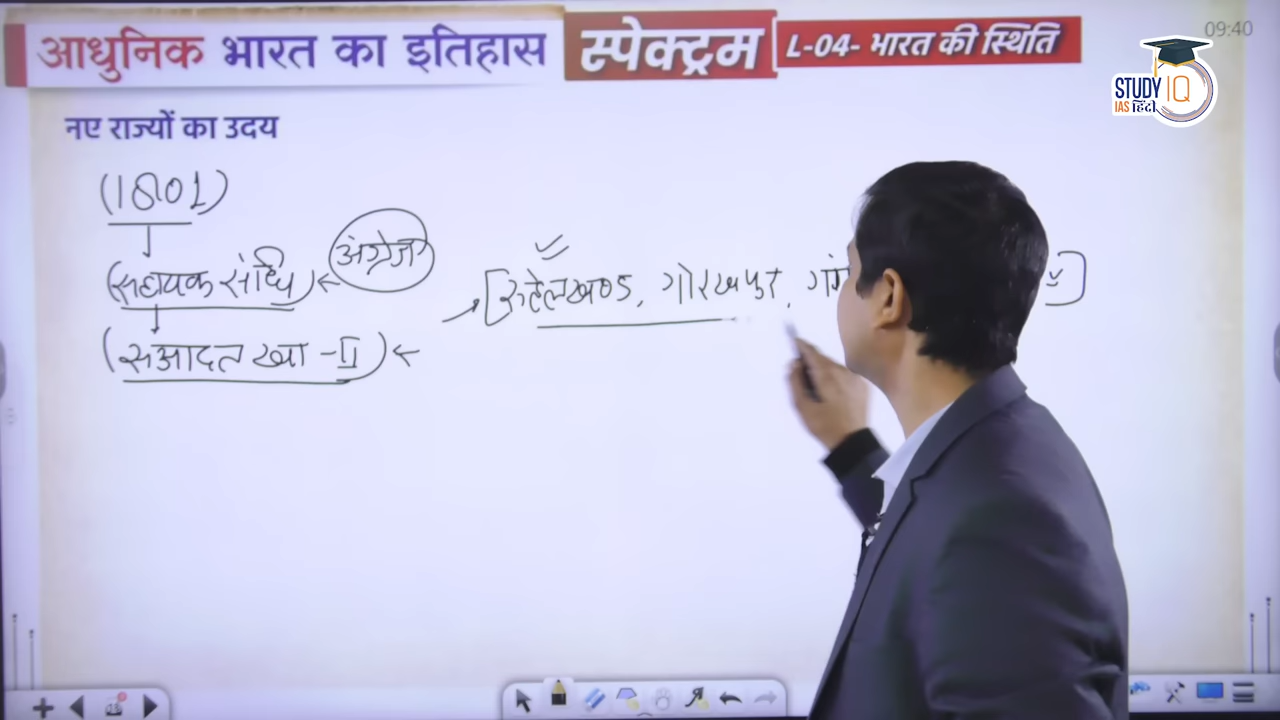 आधुनिक भारत का इतिहास स्पेक्ट्रम L-04- भारत की स्थिति
09:40
STUDY IQ
IAS हिंदी
नए राज्यों का उदय
(1801)
(सहायक संधि) अंग्रेज
[रुहेलखण्ड, गोरखपुर,
(सआदत खा -II)